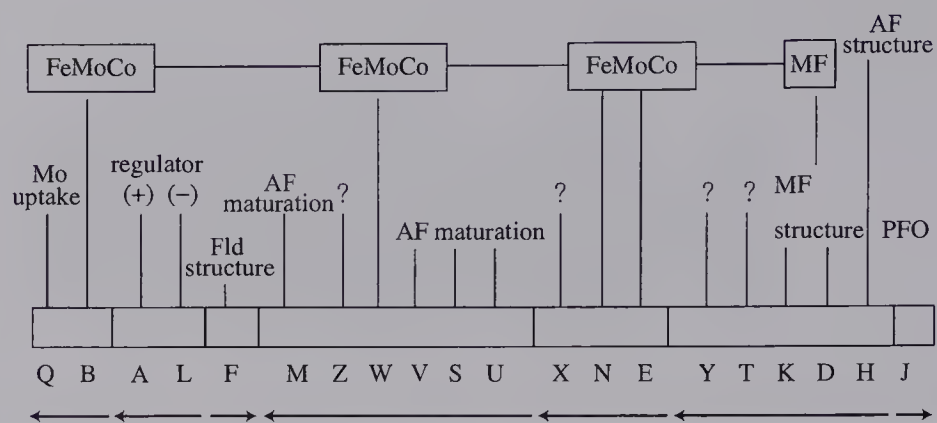 AF
structure
FeMoCo FeMoCo FeMoCo MF
Mo
uptake
regulator
(+) (−)
Fld
structure
AF
maturation ?
AF maturation
?
? ?
MF
structure PFO
Q B A L F M Z W V S U X N E Y T K D H J